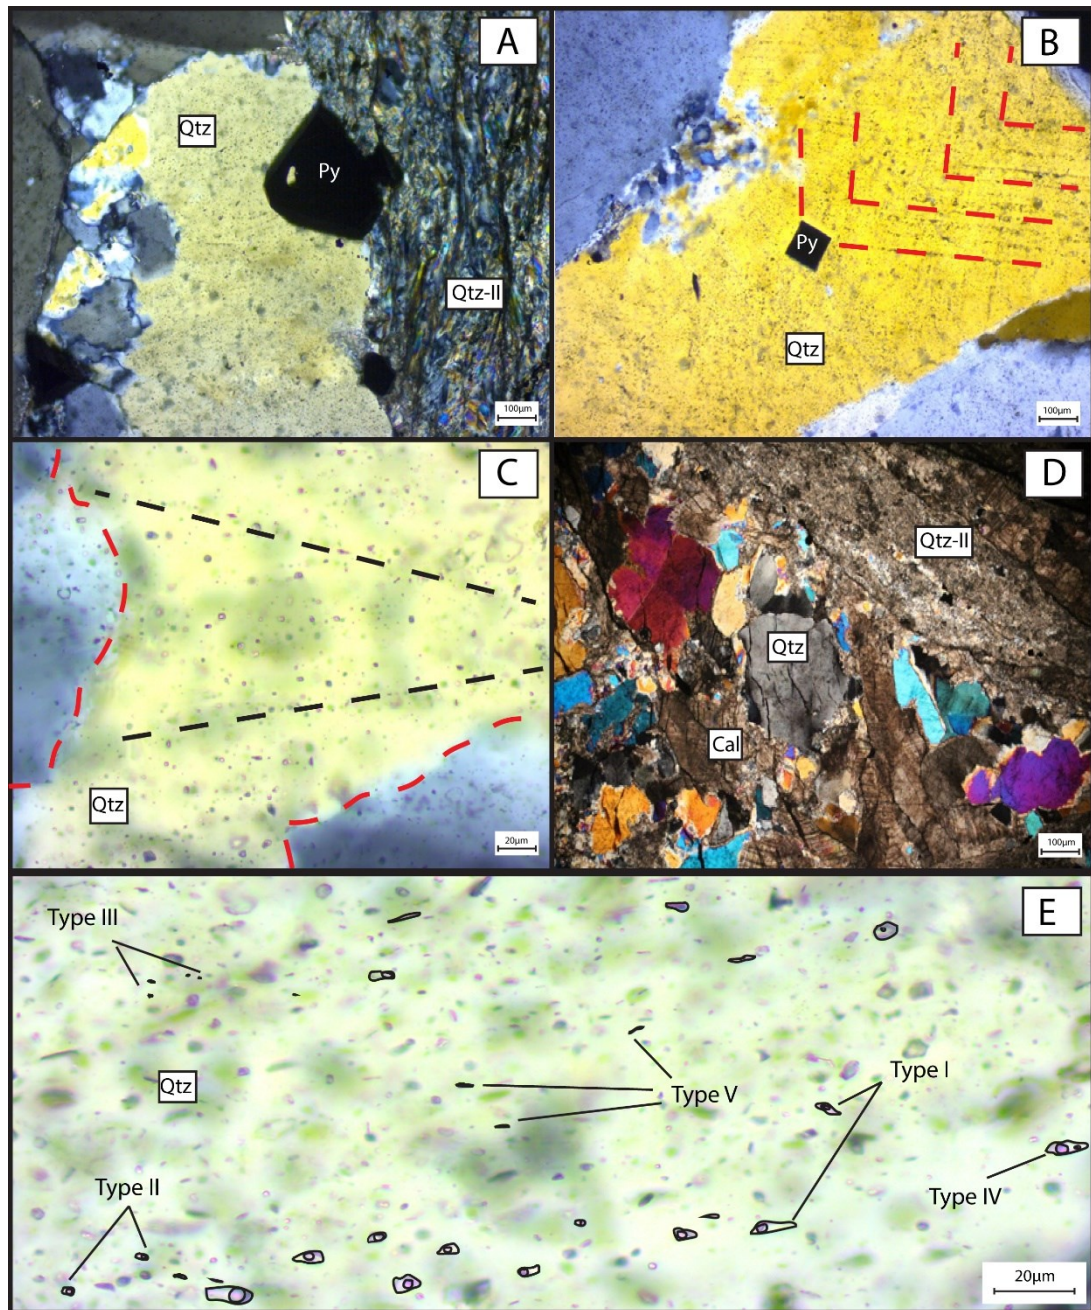 A
Qtz
Py
Qtz-II
100µm
B
Py
Qtz
100µm
C
Qtz
20µm
D
Qtz-II
Qtz
Cal
100µm
E
Type III
Qtz
Type V
Type I
Type II
Type IV
20µm